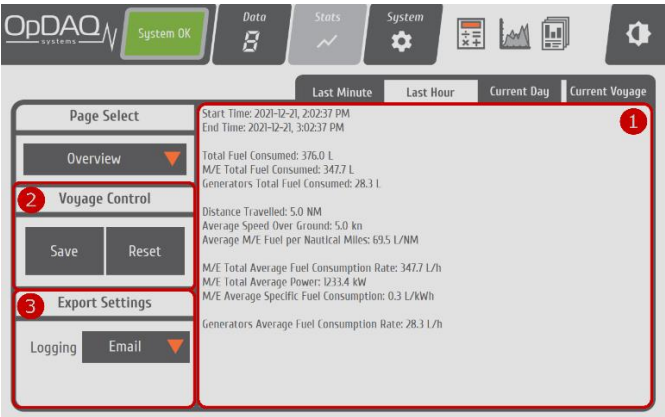 OpDAQ
systems
System OK
Data
8
Stats
System
Last Minute
Last Hour
Current Day
Current Voyage
Page Select
Overview
2
Voyage Control
Save
Reset
3
Export Settings
Logging
Email
1
Start Time: 2021-12-21, 2:02:37 PM
End Time: 2021-12-21, 3:02:37 PM
Total Fuel Consumed: 376.0 L
M/E Total Fuel Consumed: 347.7 L
Generators Total Fuel Consumed: 28.3 L
Distance Travelled: 5.0 NM
Average Speed Over Ground: 5.0 kn
Average M/E Fuel per Nautical Miles: 69.5 L/NM
M/E Total Average Fuel Consumption Rate: 347.7 L/h
M/E Total Average Power: 1233.4 kW
M/E Average Specific Fuel Consumption: 0.3 L/kWh
Generators Average Fuel Consumption Rate: 28.3 L/h